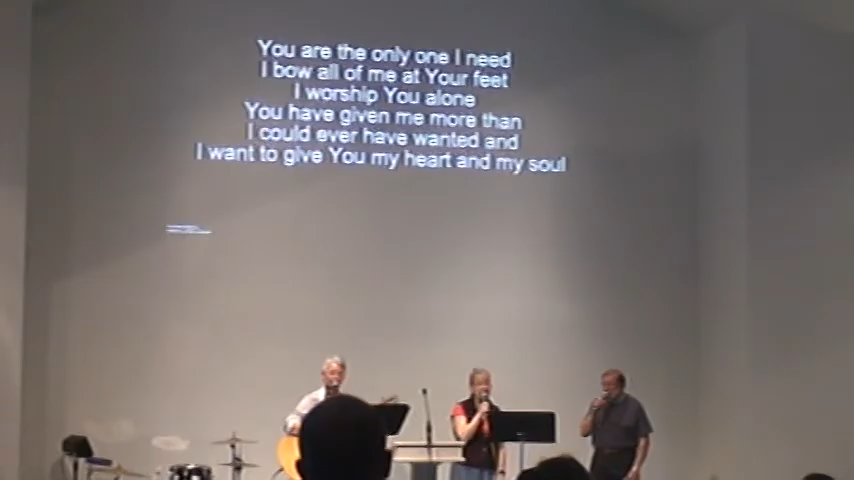 You are the only one I need
I bow all of me at Your feet
I worship You alone
You have given me more than
I could ever have wanted and
I want to give You my heart and my soul